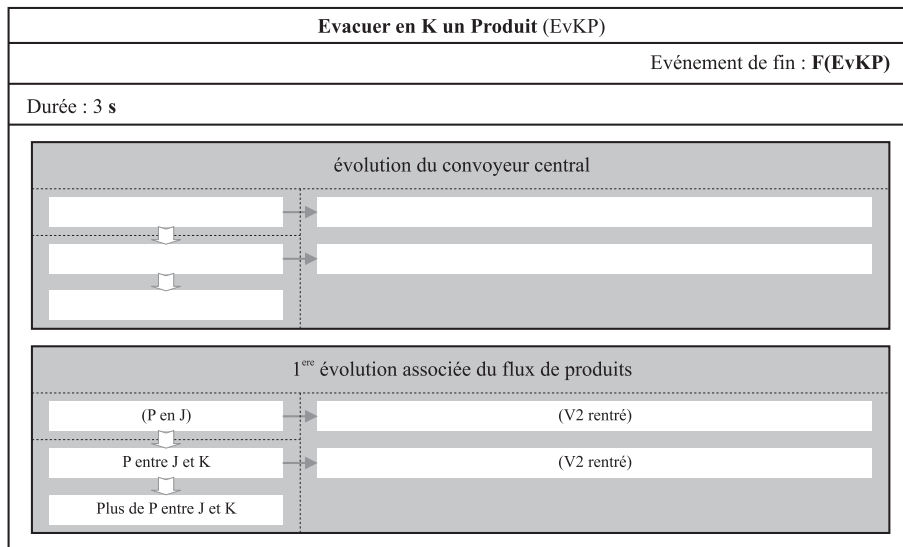 Evacuer en K un Produit (EvKP)
Evénement de fin : F(EvKP)
Durée : 3 s
évolution du convoyeur central
1ere évolution associée du flux de produits
(P en J)
(V2 rentré)
P entre J et K
(V2 rentré)
Plus de P entre J et K